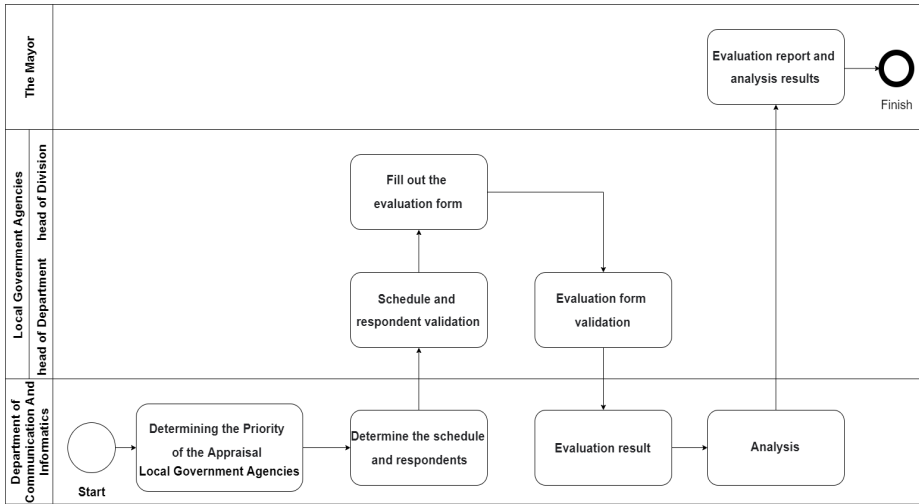 The Mayor
Evaluation report and
analysis results
Finish
Local Government Agencies
head of Division
Fill out the
evaluation form
head of Department
Schedule and
respondent validation
Evaluation form
validation
Department of
Communication And
Informatics
Start
Determining the Priority
of the Appraisal
Local Government Agencies
Determine the schedule
and respondents
Evaluation result
Analysis